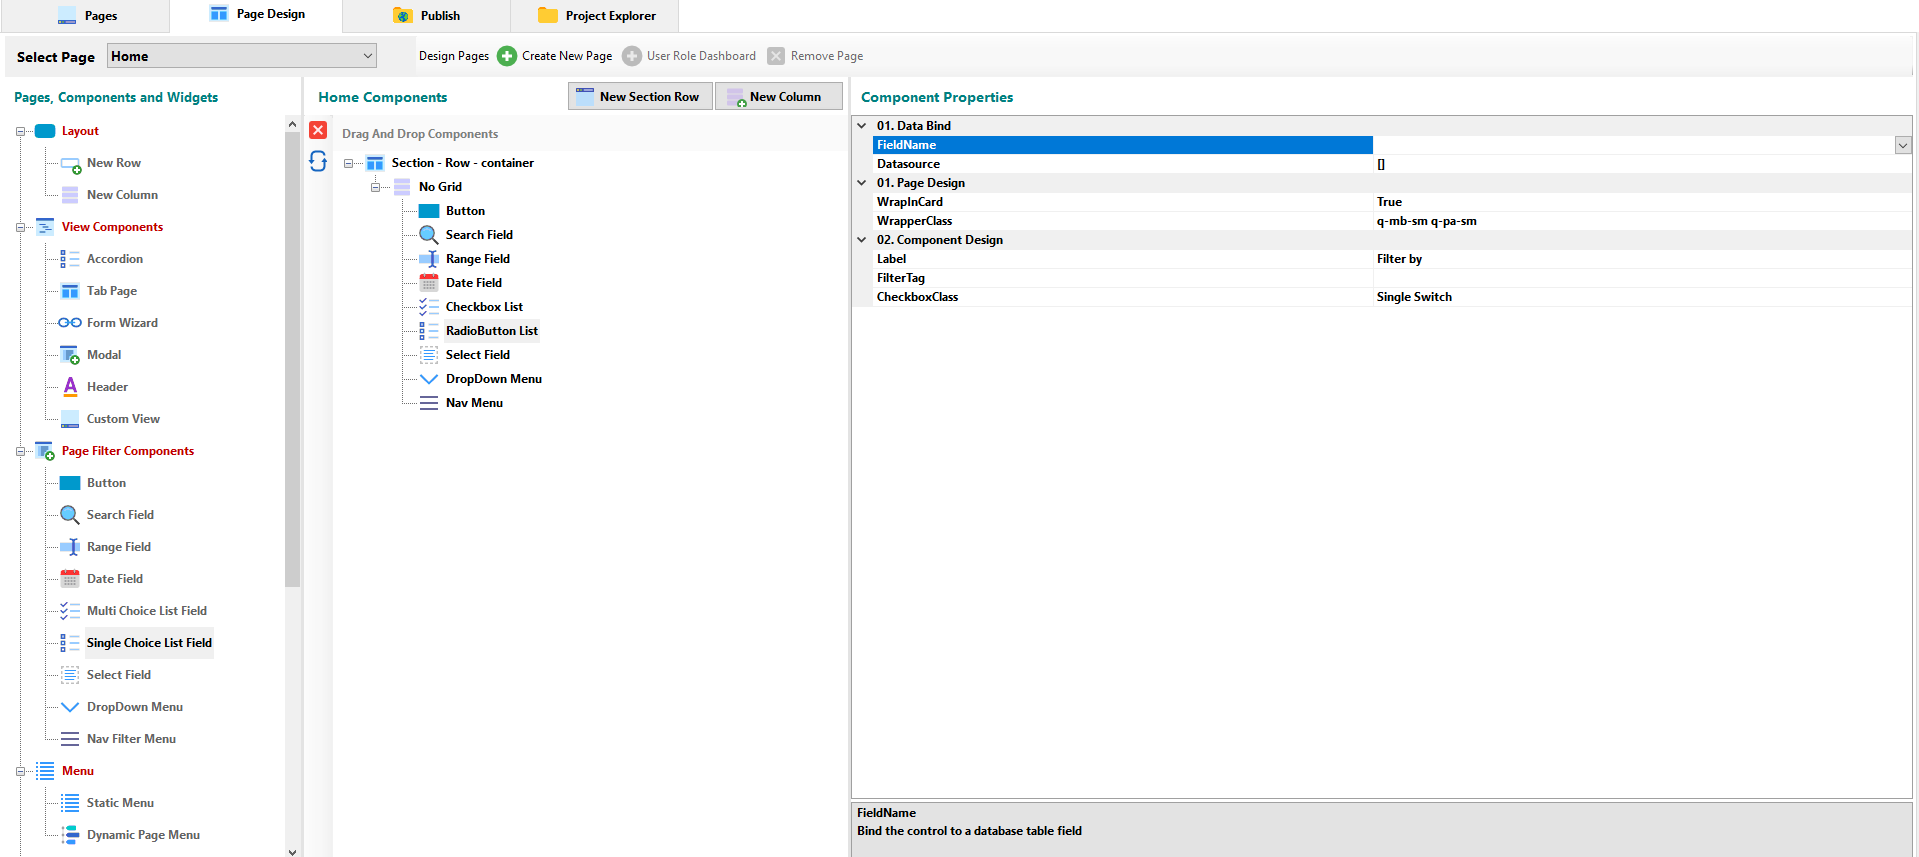 Pages
Page Design
Publish
Project Explorer
Select Page
Home
Design Pages
Create New Page
User Role Dashboard
Remove Page
Pages, Components and Widgets
Layout
New Row
New Column
View Components
Accordion
Tab Page
Form Wizard
Modal
Header
Custom View
Page Filter Components
Button
Search Field
Range Field
Date Field
Multi Choice List Field
Single Choice List Field
Select Field
DropDown Menu
Nav Filter Menu
Menu
Static Menu
Dynamic Page Menu
Home Components
New Section Row
New Column
Drag And Drop Components
Section - Row - container
No Grid
Button
Search Field
Range Field
Date Field
Checkbox List
RadioButton List
Select Field
DropDown Menu
Nav Menu
Component Properties
01. Data Bind
FieldName
Datasource []
01. Page Design
WrapInCard True
WrapperClass q-mb-sm q-pa-sm
02. Component Design
Label Filter by
FilterTag
CheckboxClass Single Switch
FieldName
Bind the control to a database table field